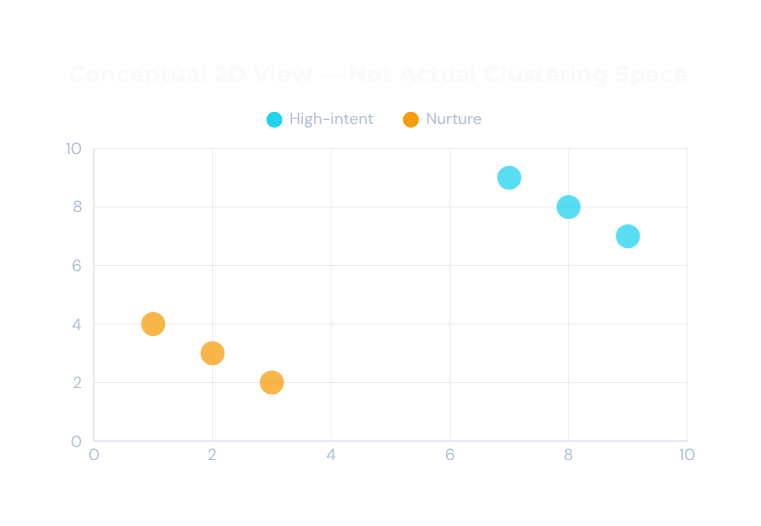 Conceptual 2D View — Not Actual Clustering Space
High-intent Nurture
10
8
6
4
2
0
0 2 4 6 8 10